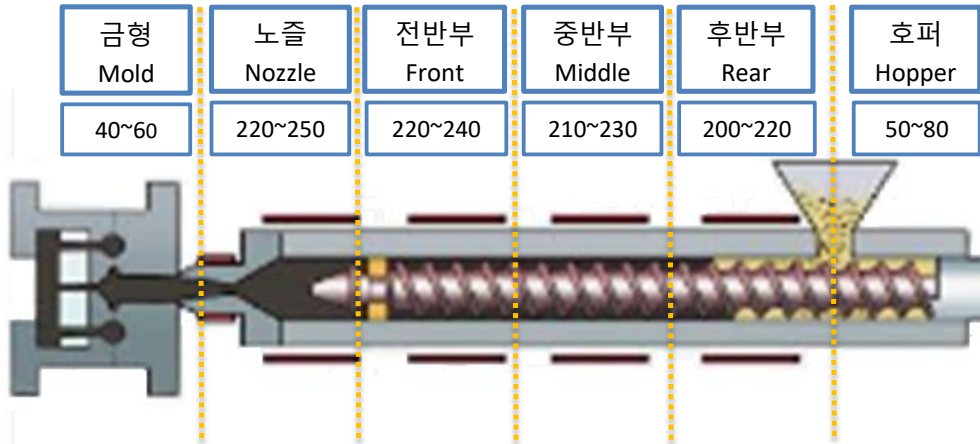 금형
Mold
노즐
Nozzle
전반부
Front
중반부
Middle
후반부
Rear
호퍼
Hopper
40~60
220~250
220~240
210~230
200~220
50~80